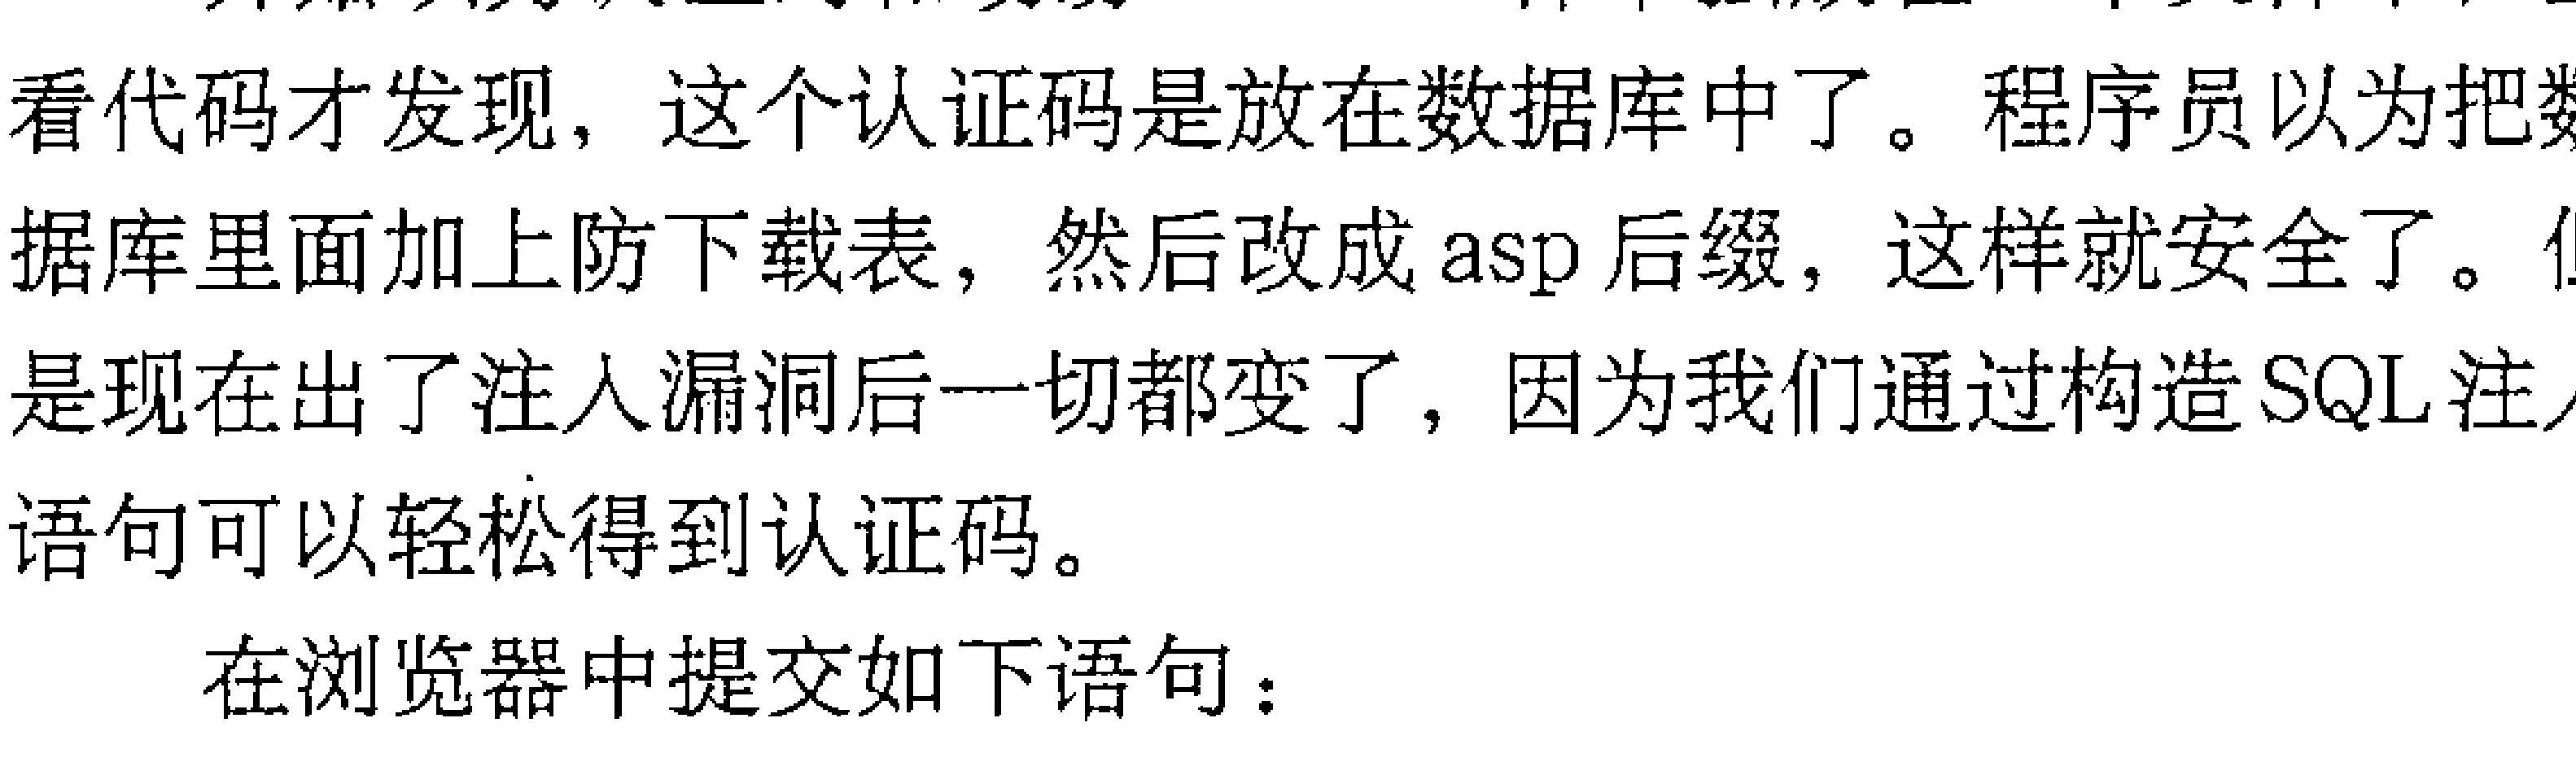 看代码才发现，这个认证码是放在数据库中了。程序员以为把数
据库里面加上防下载表，然后改成 asp 后缀，这样就安全了。但
是现在出了注入漏洞后一切都变了，因为我们通过构造 SQL 注入
语句可以轻松得到认证码。
在浏览器中提交如下语句：